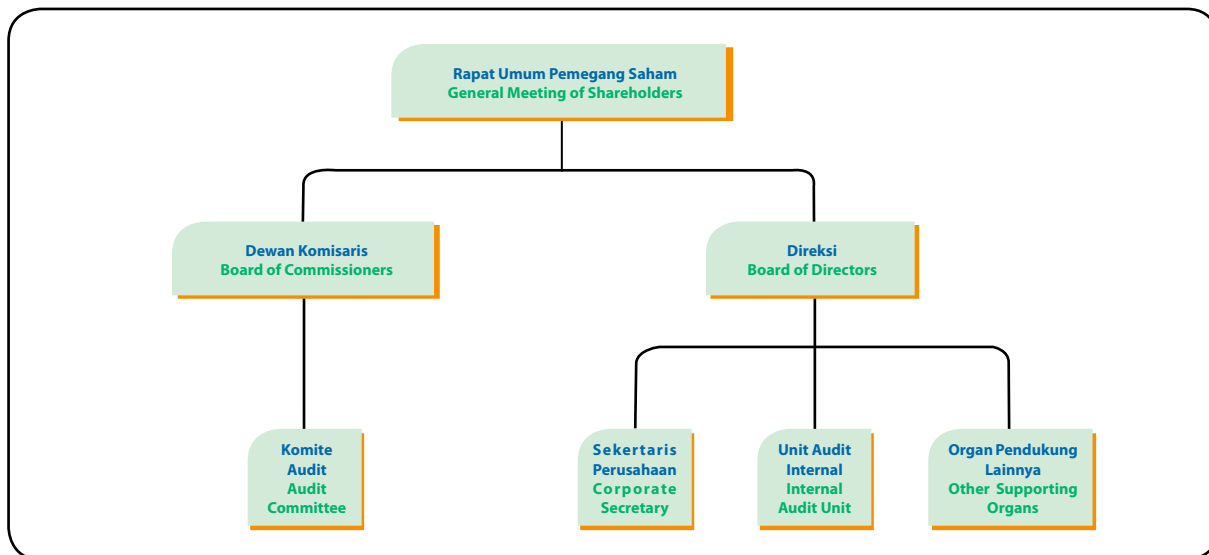 Rapat Umum Pemegang Saham
General Meeting of Shareholders
Dewan Komisaris
Board of Commissioners
Direksi
Board of Directors
Komite
Audit
Audit
Committee
Sekertaris
Perusahaan
Corporate
Secretary
Unit Audit
Internal
Internal
Audit Unit
Organ Pendukung
Lainnya
Other Supporting
Organs